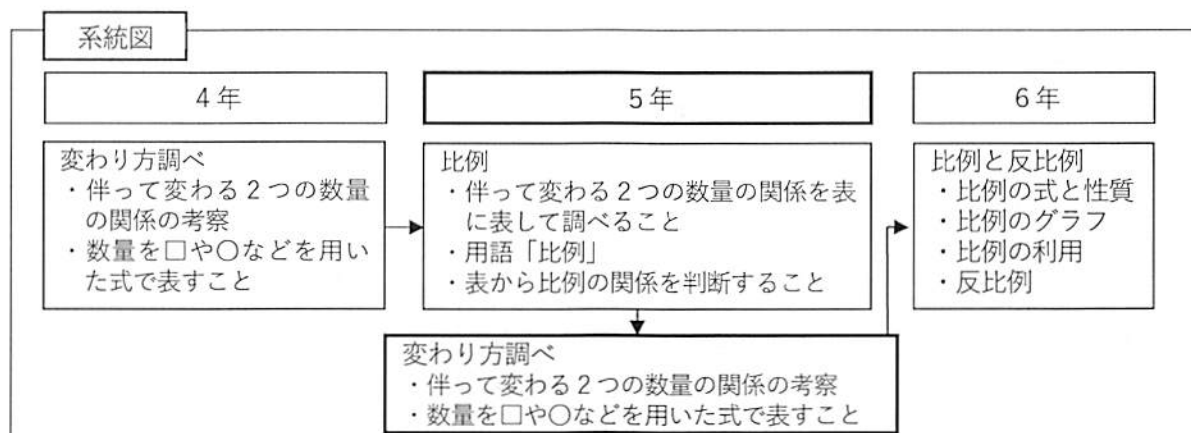 系統図
4年
変わり方調べ
・伴って変わる2つの数量
の関係の考察
・数量を□や○などを用い
た式で表すこと
5年
比例
・伴って変わる2つの数量の関係を表
に表して調べること
・用語「比例」
・表から比例の関係を判断すること
変わり方調べ
・伴って変わる2つの数量の関係の考察
・数量を□や○などを用いた式で表すこと
6年
比例と反比例
・比例の式と性質
・比例のグラフ
・比例の利用
・反比例